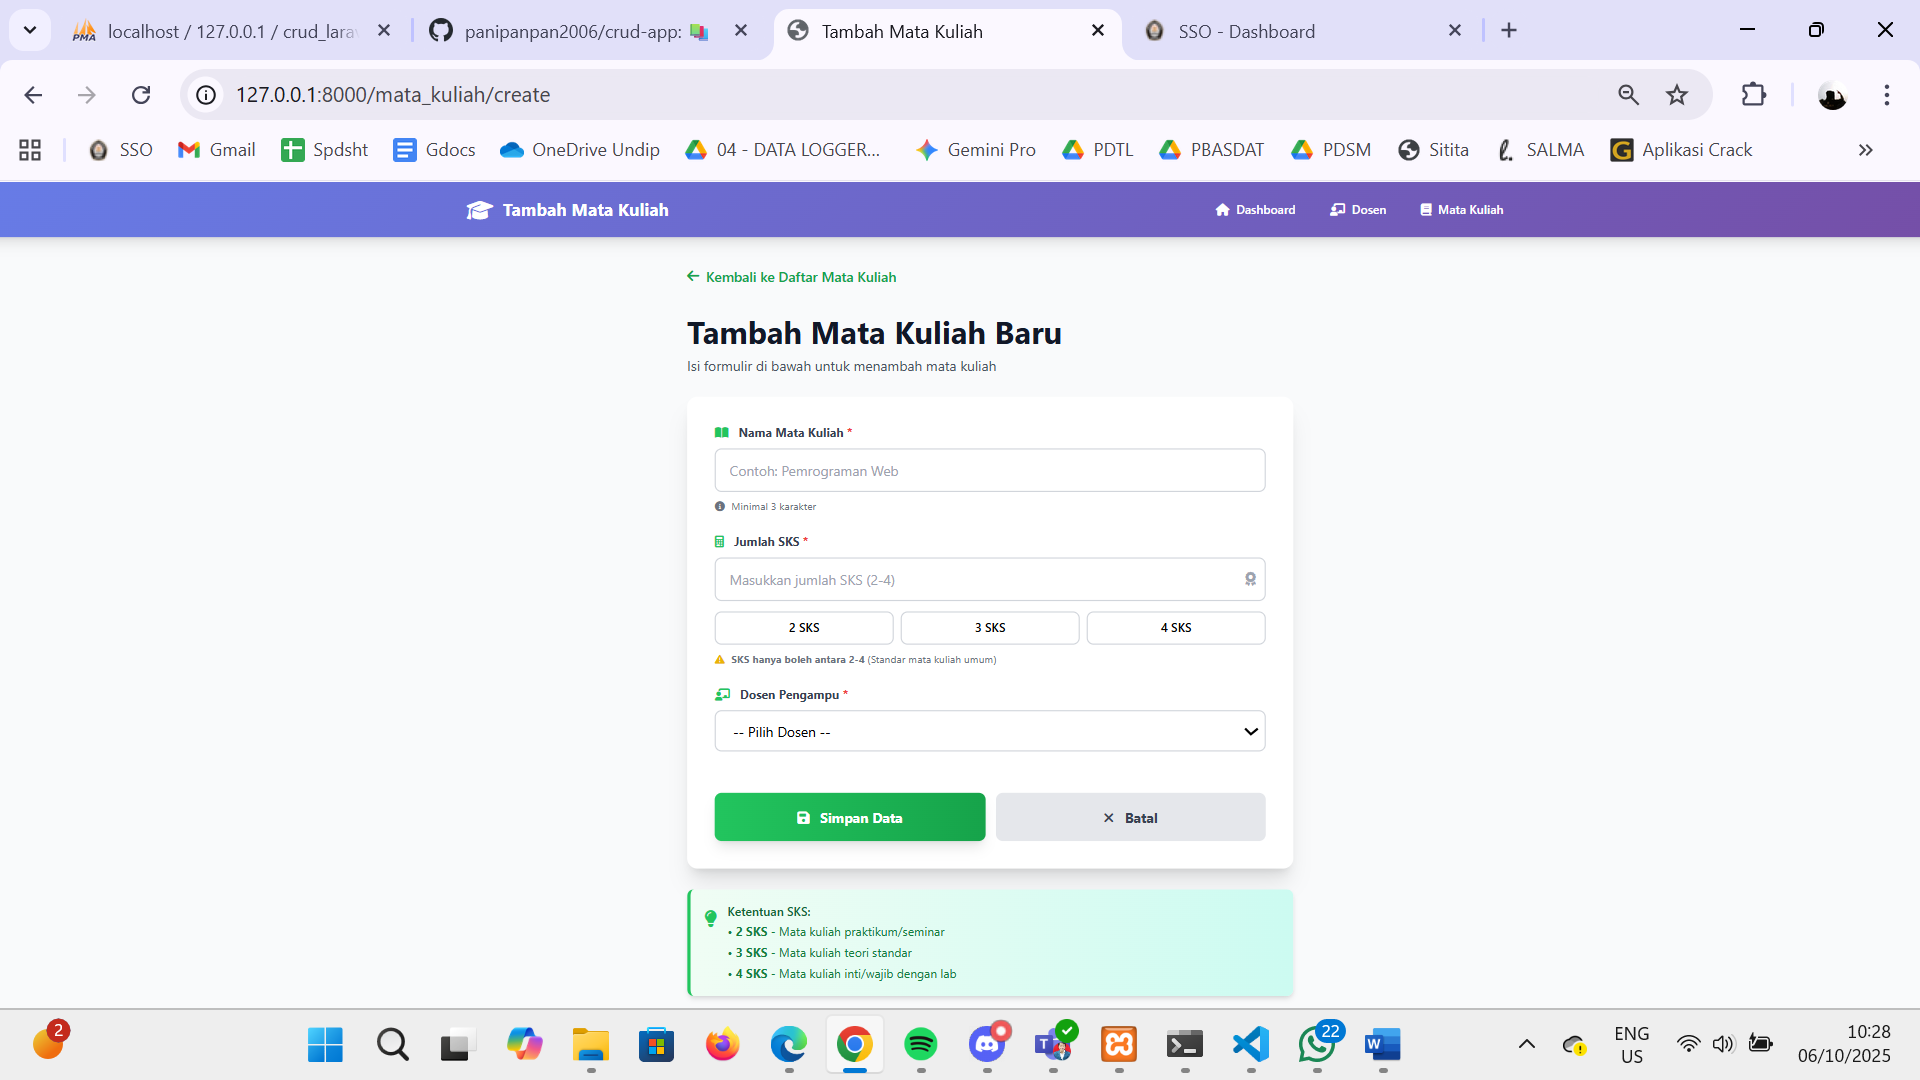 localhost / 127.0.0.1 / crud_lara
panipanpan2006/crud-app:
Tambah Mata Kuliah
SSO - Dashboard
127.0.0.1:8000/mata_kuliah/create
SSO
Gmail
Spdsht
Gdocs
OneDrive Undip
04 - DATA LOGGER...
Gemini Pro
PDTL
PBASDAT
PDSM
Sitita
SALMA
Aplikasi Crack
Tambah Mata Kuliah
Dashboard
Dosen
Mata Kuliah
Kembali ke Daftar Mata Kuliah
Tambah Mata Kuliah Baru
Isi formulir di bawah untuk menambah mata kuliah
Nama Mata Kuliah *
Contoh: Pemrograman Web
Minimal 3 karakter
Jumlah SKS *
Masukkan jumlah SKS (2-4)
2 SKS
3 SKS
4 SKS
SKS hanya boleh antara 2-4 (Standar mata kuliah umum)
Dosen Pengampu *
-- Pilih Dosen --
Simpan Data
Batal
Ketentuan SKS:
• 2 SKS - Mata kuliah praktikum/seminar
• 3 SKS - Mata kuliah teori standar
• 4 SKS - Mata kuliah inti/wajib dengan lab
2
22
ENG
US
10:28
06/10/2025